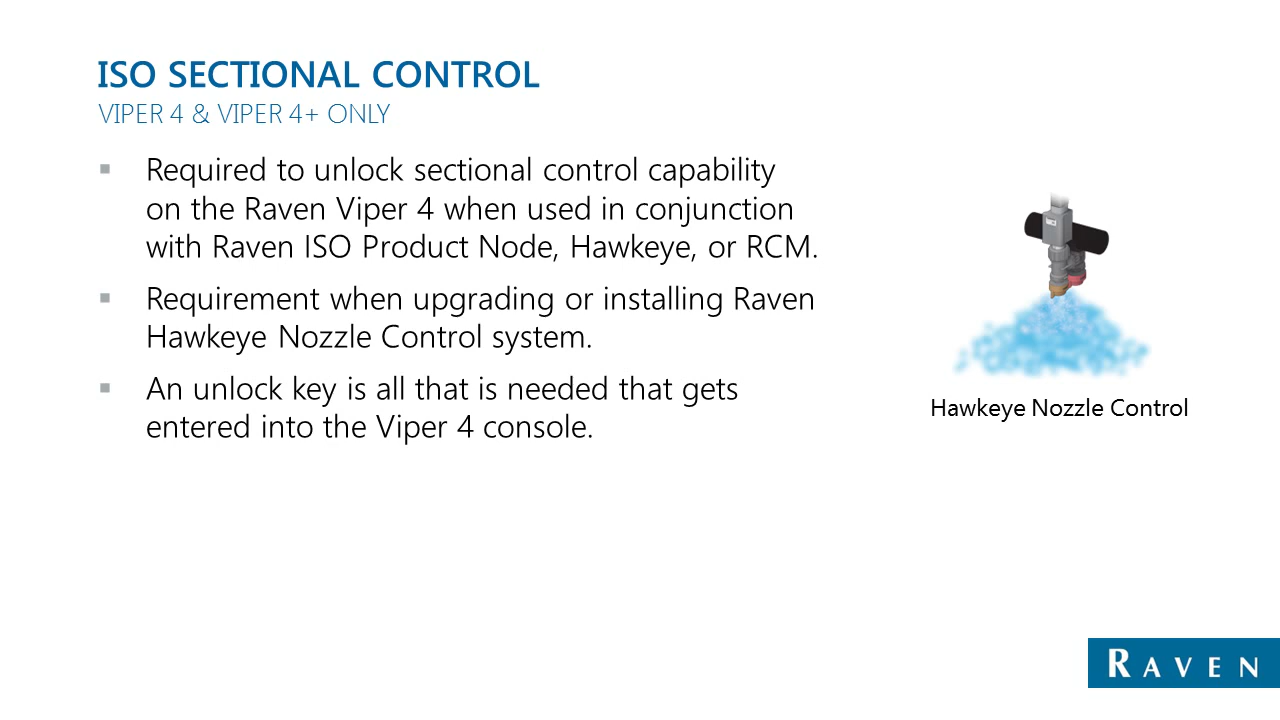 ISO SECTIONAL CONTROL
VIPER 4 & VIPER 4+ ONLY
▪ Required to unlock sectional control capability
on the Raven Viper 4 when used in conjunction
with Raven ISO Product Node, Hawkeye, or RCM.
▪ Requirement when upgrading or installing Raven
Hawkeye Nozzle Control system.
▪ An unlock key is all that is needed that gets
entered into the Viper 4 console.
Hawkeye Nozzle Control
RAVEN